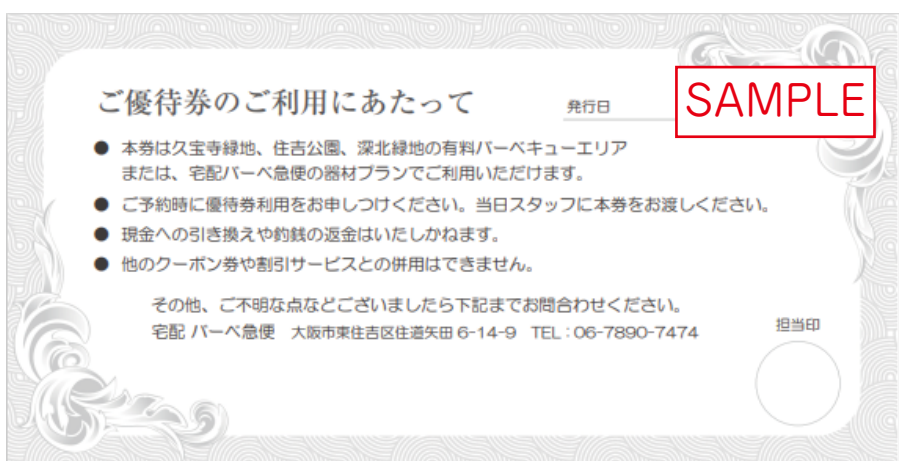 ご優待券のご利用にあたって
発行日
SAMPLE
● 本券は久宝寺緑地、住吉公園、深北緑地の有料バーベキューエリア
または、宅配バーベ急便の器材プランでご利用いただけます。
● ご予約時に優待券利用をお申しつけください。当日スタッフに本券をお渡しください。
● 現金への引き換えや釣銭の返金はいたしかねます。
● 他のクーポン券や割引サービスとの併用はできません。
その他、ご不明な点などございましたら下記までお問合わせください。
宅配 バーベ急便 大阪市東住吉区住道矢田 6-14-9 TEL:06-7890-7474
担当印